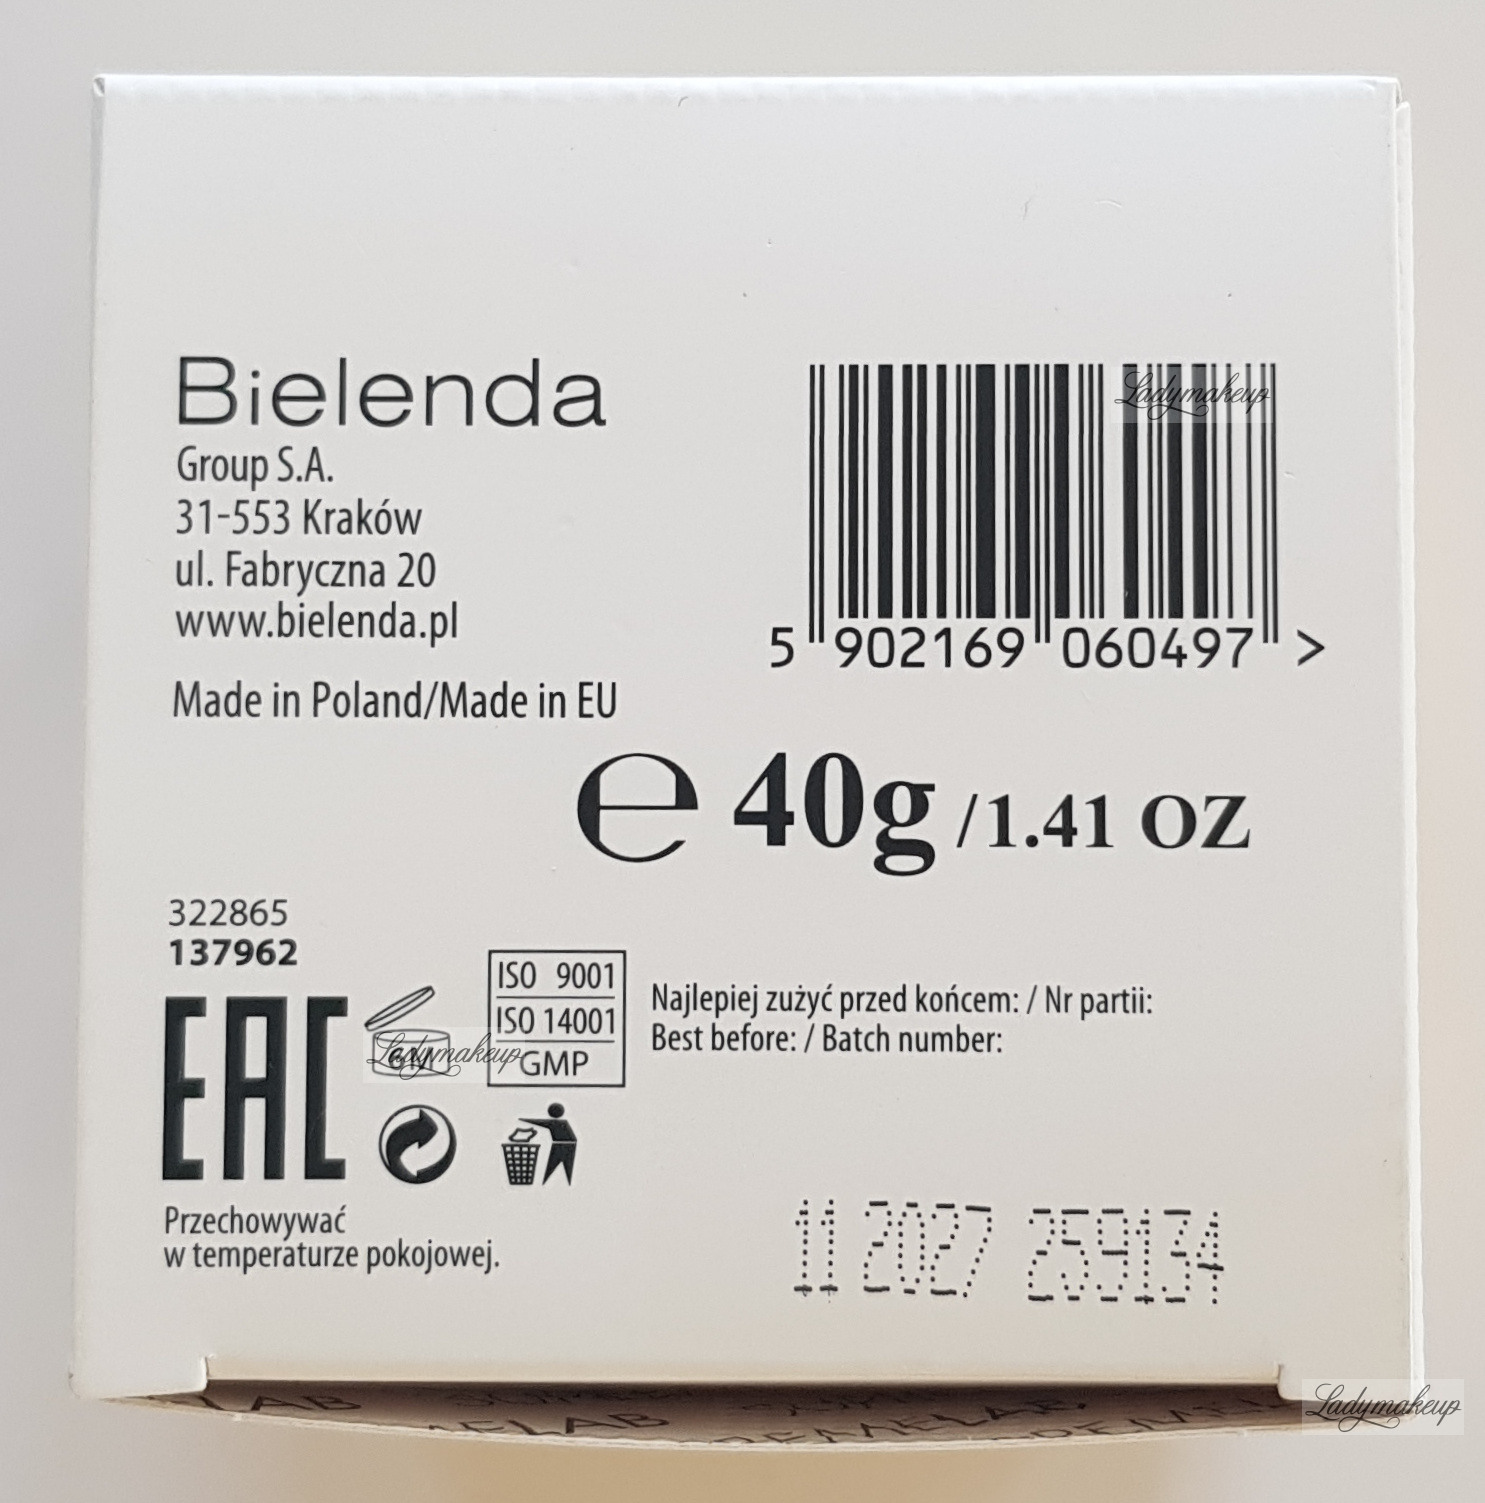 Bielenda
Group S.A.
31-553 Kraków
ul. Fabryczna 20
www.bielenda.pl
Made in Poland/Made in EU
Ladymakeup
5 902169 060497 >
e 40g/1.41 OZ
322865
137962
EAC
Ladymakeup
ISO 9001
ISO 14001
GMP
Najlepiej zużyć przed końcem: / Nr partii:
Best before: / Batch number:
Przechowywać
w temperaturze pokojowej.
11 2027 259134
Ladymakeup